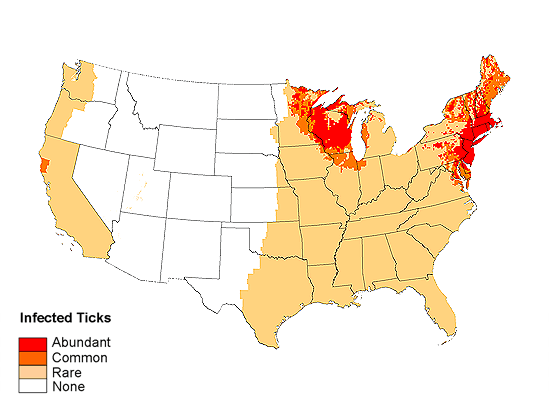 Infected Ticks
Abundant
Common
Rare
None